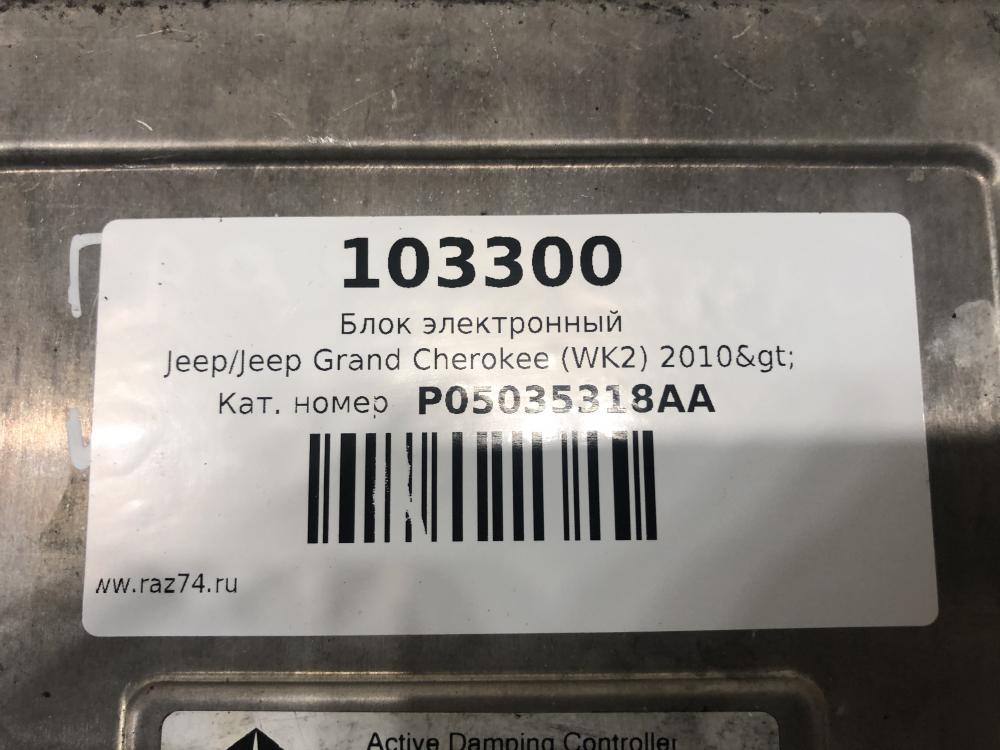 103300
Блок электронный
Jeep/Jeep Grand Cherokee (WK2) 2010&gt;
Кат. номер P05035318AA
ww.raz74.ru
Active Damping Controller